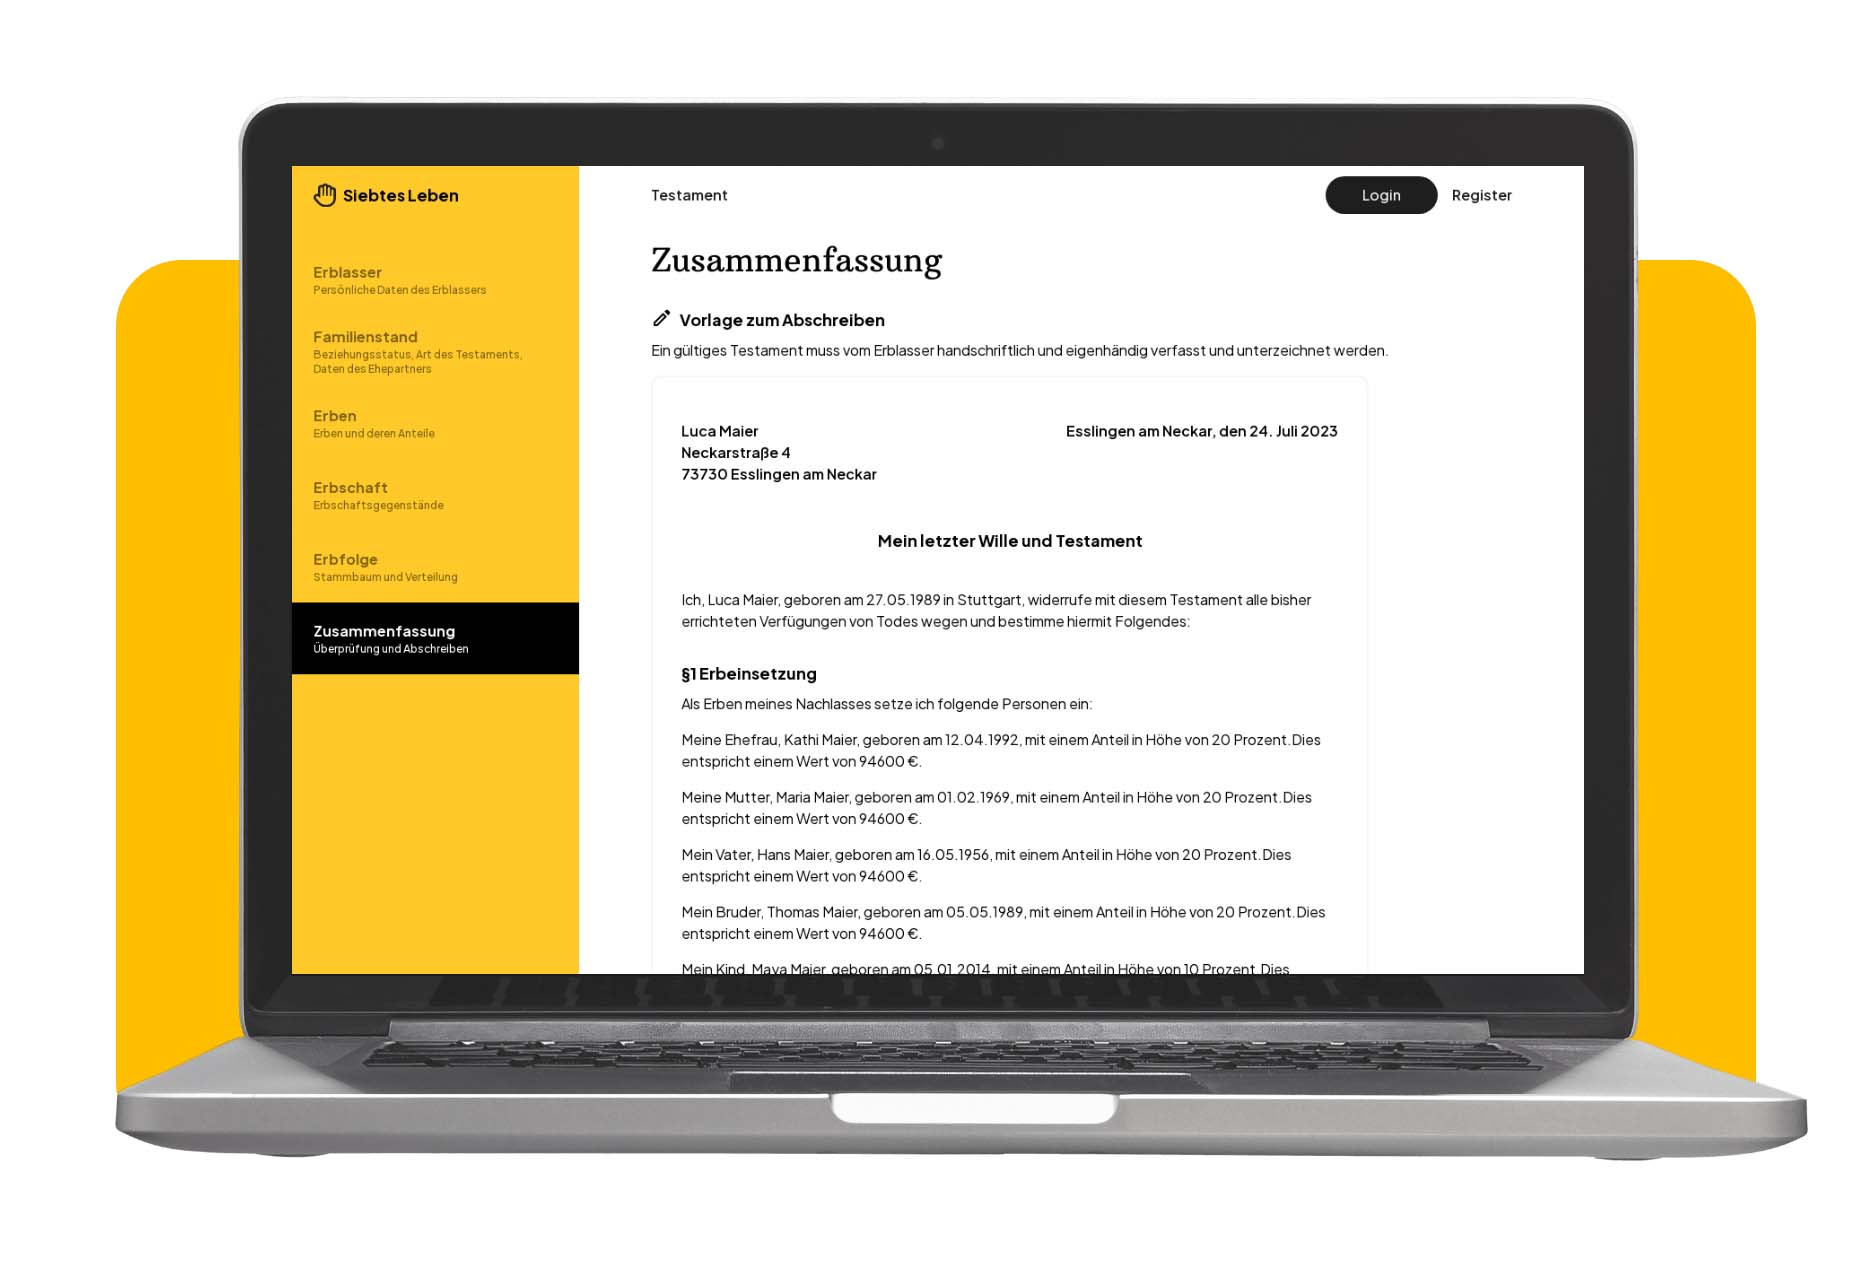 Siebtes Leben
Erblasser
Persönliche Daten des Erblassers
Familienstand
Beziehungsstatus, Art des Testaments,
Daten des Ehepartners
Erben
Erben und deren Anteile
Erbschaft
Erbschaftsgegenstände
Erbfolge
Stammbaum und Verteilung
Zusammenfassung
Überprüfung und Abschreiben
Testament
Login
Register
Zusammenfassung
Vorlage zum Abschreiben
Ein gültiges Testament muss vom Erblasser handschriftlich und eigenhändig verfasst und unterzeichnet werden.
Luca Maier
Esslingen am Neckar, den 24. Juli 2023
Neckarstraße 4
73730 Esslingen am Neckar
Mein letzter Wille und Testament
Ich, Luca Maier, geboren am 27.05.1989 in Stuttgart, widerrufe mit diesem Testament alle bisher
errichteten Verfügungen von Todes wegen und bestimme hiermit Folgendes:
§1 Erbeinsetzung
Als Erben meines Nachlasses setze ich folgende Personen ein:
Meine Ehefrau, Kathi Maier, geboren am 12.04.1992, mit einem Anteil in Höhe von 20 Prozent. Dies
entspricht einem Wert von 94600 €.
Meine Mutter, Maria Maier, geboren am 01.02.1969, mit einem Anteil in Höhe von 20 Prozent. Dies
entspricht einem Wert von 94600 €.
Mein Vater, Hans Maier, geboren am 16.05.1956, mit einem Anteil in Höhe von 20 Prozent. Dies
entspricht einem Wert von 94600 €.
Mein Bruder, Thomas Maier, geboren am 05.05.1989, mit einem Anteil in Höhe von 20 Prozent. Dies
entspricht einem Wert von 94600 €.
Mein Kind, Maya Maier, geboren am 05.01.2014, mit einem Anteil in Höhe von 10 Prozent. Dies